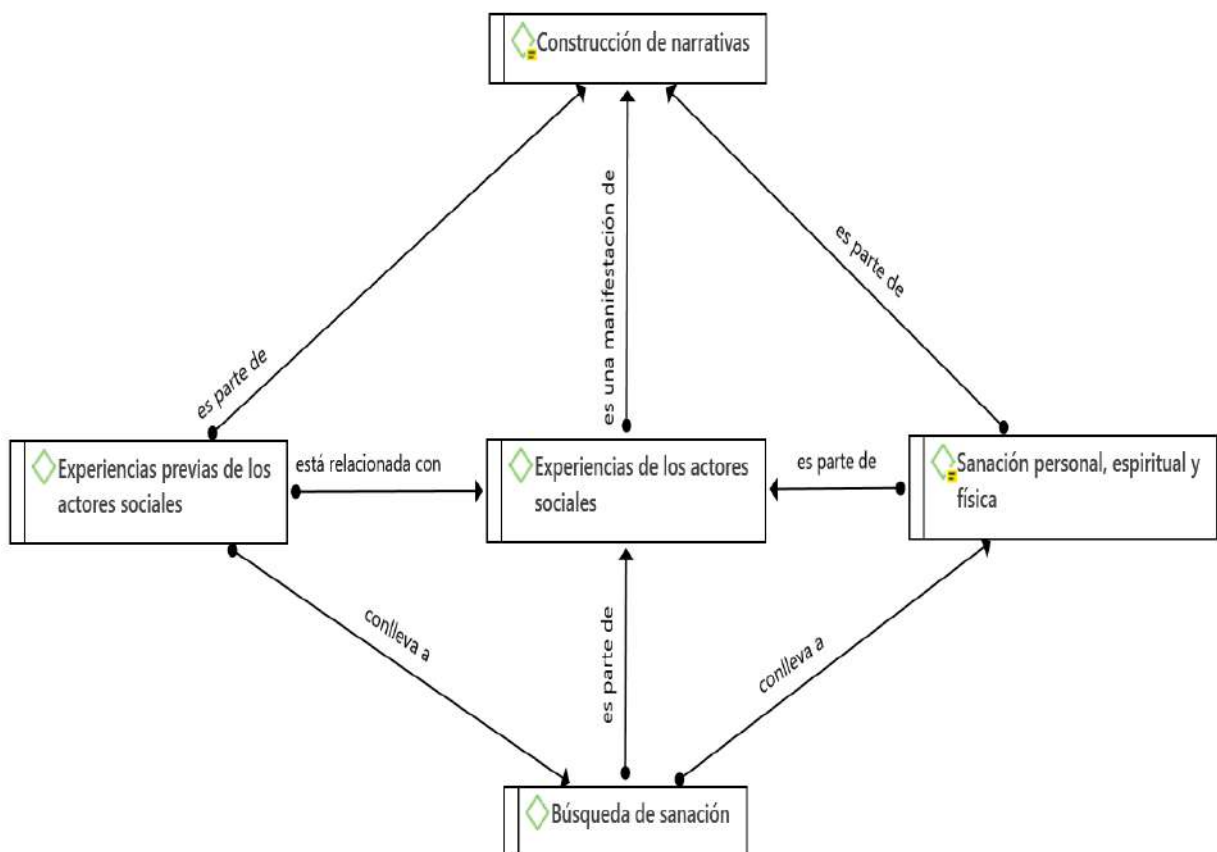 Construcción de narrativas
es parte de
es una manifestación de
es parte de
Experiencias previas de los
actores sociales
está relacionada con
Experiencias de los actores
sociales
es parte de
Sanación personal, espiritual y
física
conlleva a
es parte de
conlleva a
Búsqueda de sanación